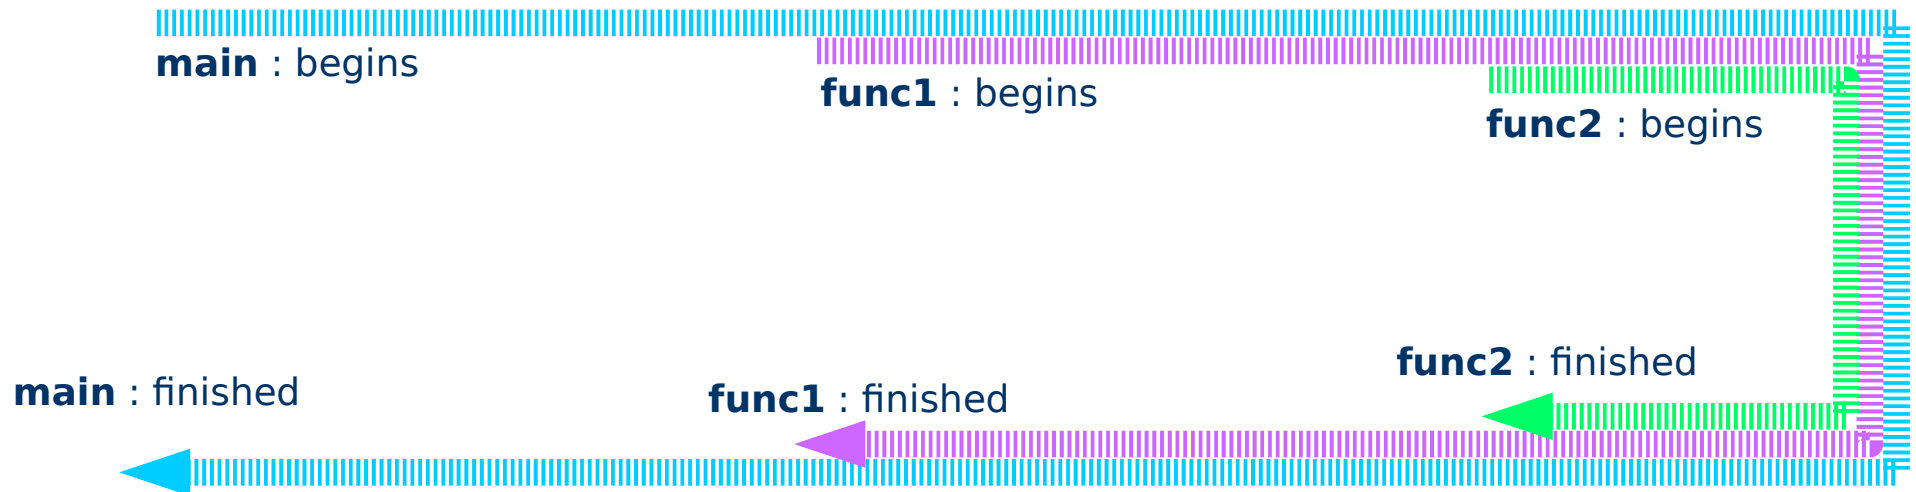 main : begins
func1 : begins
func2 : begins
func2 : finished
main : finished
func1 : finished